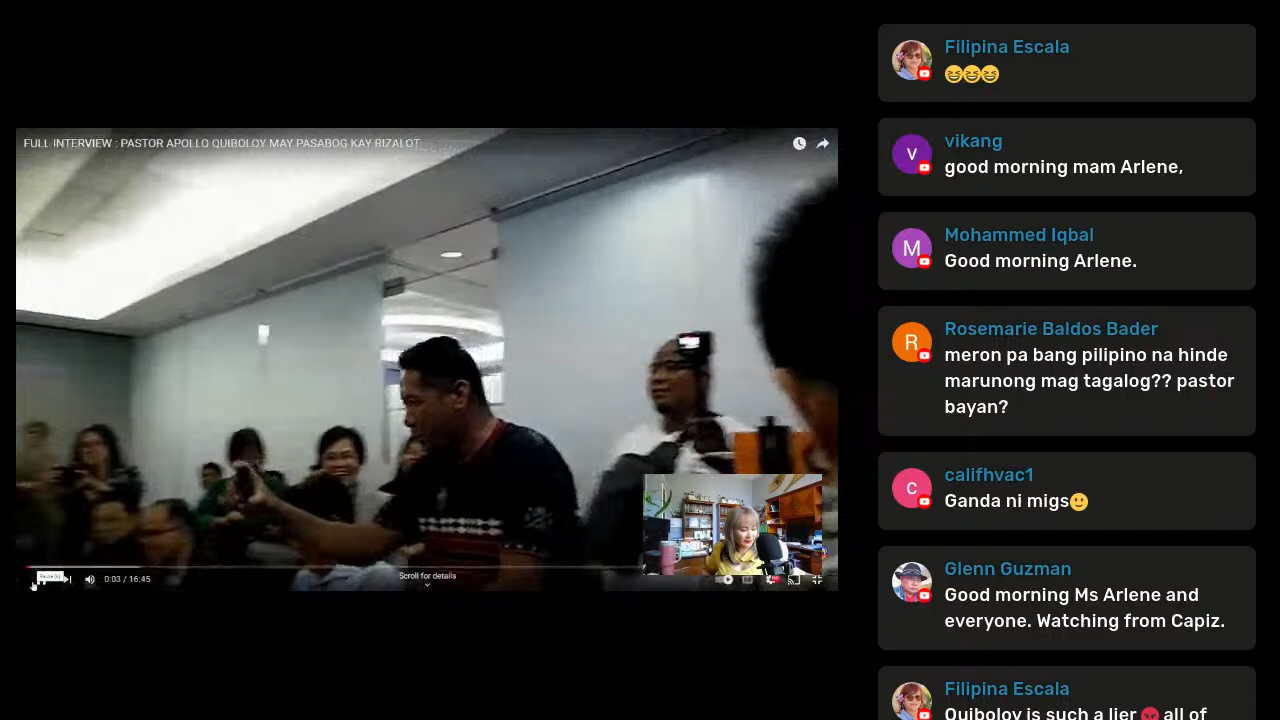 FULL INTERVIEW : PASTOR APOLLO QUIBOLOY MAY PASABOG KAY RIZALOT
0:03 / 16:45
Scroll for details
Filipina Escala
😆😆😆
vikang
good morning mam Arlene,
Mohammed Iqbal
Good morning Arlene.
Rosemarie Baldos Bader
meron pa bang pilipino na hinde
marunong mag tagalog?? pastor
bayan?
califhvac1
Ganda ni migs🙂
Glenn Guzman
Good morning Ms Arlene and
everyone. Watching from Capiz.
Filipina Escala
Quiboloy is such a lier 😡 all of